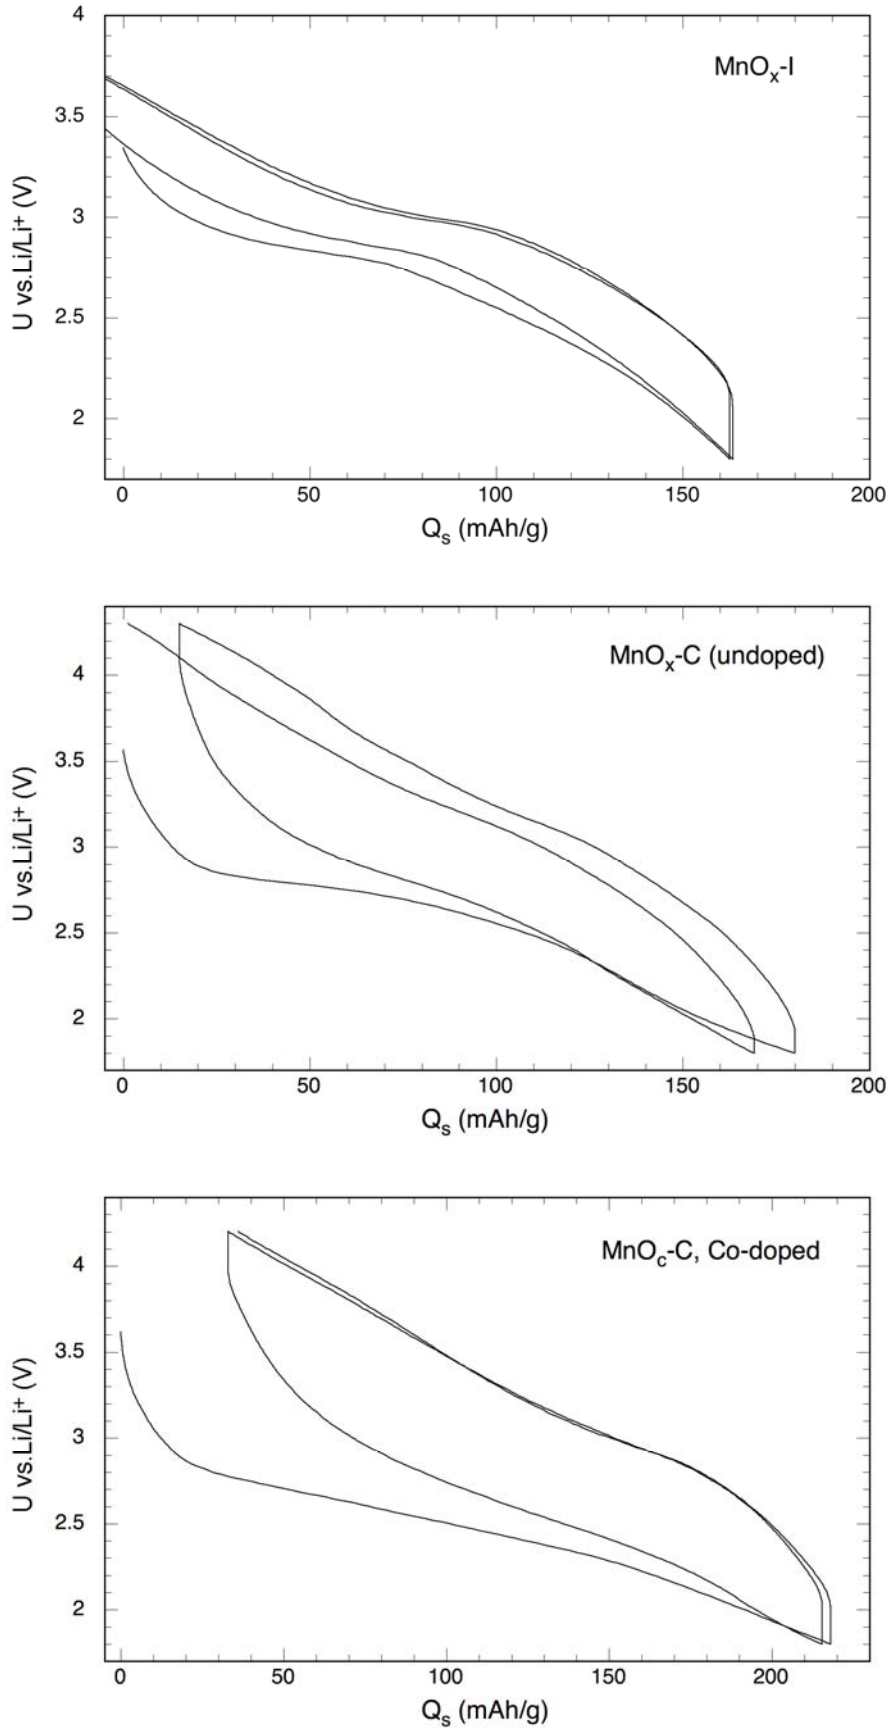 4
3.5
3
2.5
2
U vs.Li/Li⁺ (V)
MnOₓ-I
0 50 100 150 200
Qₛ (mAh/g)
4
3.5
3
2.5
2
U vs.Li/Li⁺ (V)
MnOₓ-C (undoped)
0 50 100 150 200
Qₛ (mAh/g)
4
3.5
3
2.5
2
U vs.Li/Li⁺ (V)
MnO_c-C, Co-doped
0 50 100 150 200
Qₛ (mAh/g)